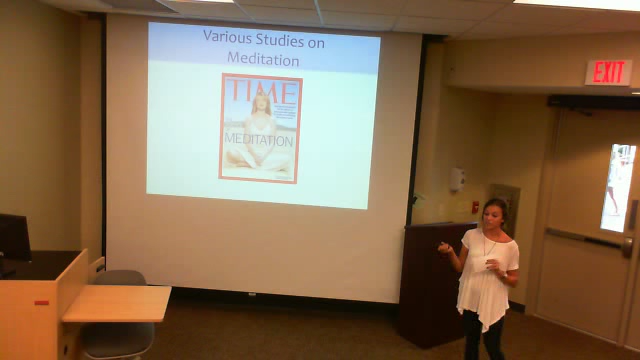 Various Studies on
Meditation
TIME
MEDITATION
EXIT